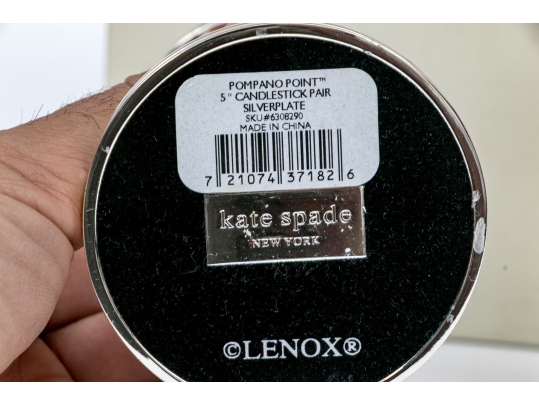 POMPANO POINT™
5" CANDLESTICK PAIR
SILVERPLATE
SKU#6308290
MADE IN CHINA
7 21074 37182 6
kate spade
NEW YORK
©LENOX®